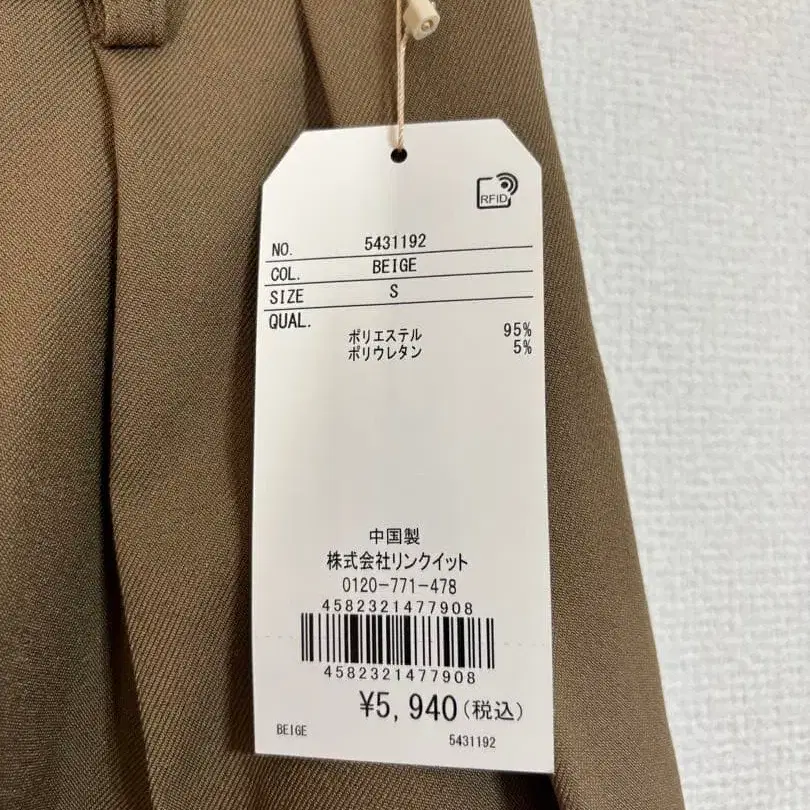 RFID
NO. 5431192
COL. BEIGE
SIZE S
QUAL.
ポリエステル 95%
ポリウレタン 5%
中国製
株式会社リンクイット
0120-771-478
4582321477908
4582321477908
¥5,940(税込)
BEIGE 5431192